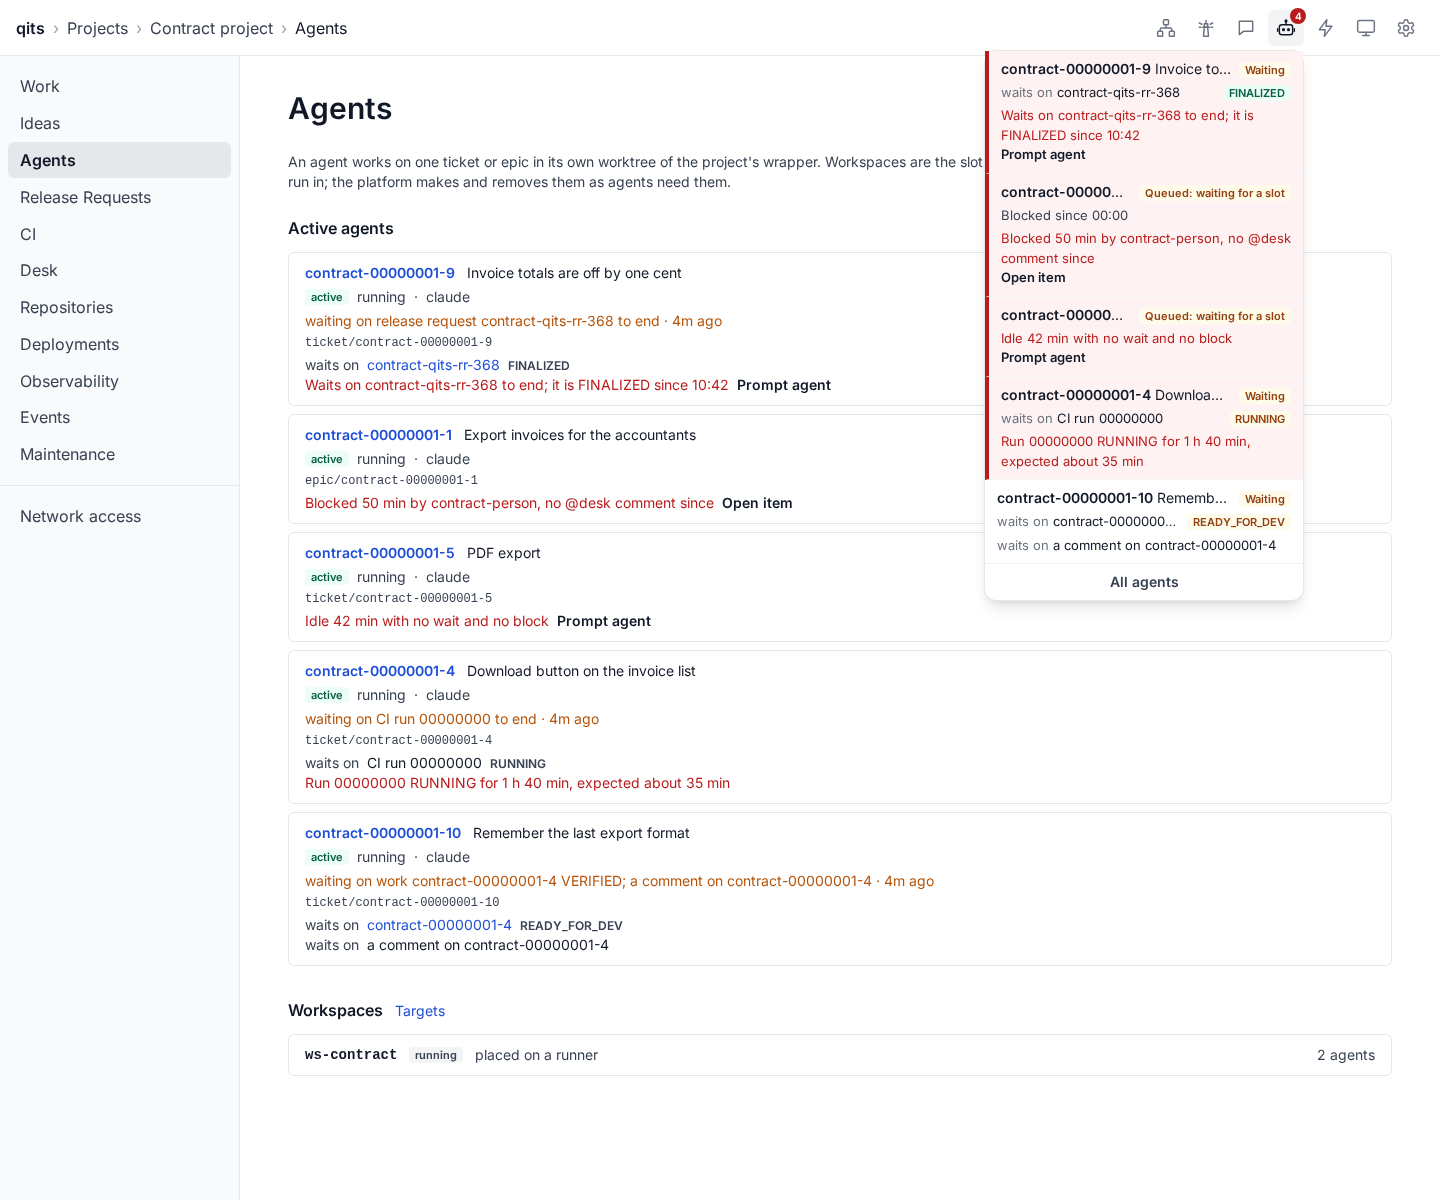 qits › Projects › Contract project › Agents
4
Work
Ideas
Agents
Release Requests
CI
Desk
Repositories
Deployments
Observability
Events
Maintenance
Network access
Agents
An agent works on one ticket or epic in its own worktree of the project's wrapper. Workspaces are the slot
run in; the platform makes and removes them as agents need them.
Active agents
contract-00000001-9 Invoice totals are off by one cent
active running · claude
waiting on release request contract-qits-rr-368 to end · 4m ago
ticket/contract-00000001-9
waits on contract-qits-rr-368 FINALIZED
Waits on contract-qits-rr-368 to end; it is FINALIZED since 10:42 Prompt agent
contract-00000001-1 Export invoices for the accountants
active running · claude
epic/contract-00000001-1
Blocked 50 min by contract-person, no @desk comment since Open item
contract-00000001-5 PDF export
active running · claude
ticket/contract-00000001-5
Idle 42 min with no wait and no block Prompt agent
contract-00000001-4 Download button on the invoice list
active running · claude
waiting on CI run 00000000 to end · 4m ago
ticket/contract-00000001-4
waits on CI run 00000000 RUNNING
Run 00000000 RUNNING for 1 h 40 min, expected about 35 min
contract-00000001-10 Remember the last export format
active running · claude
waiting on work contract-00000001-4 VERIFIED; a comment on contract-00000001-4 · 4m ago
ticket/contract-00000001-10
waits on contract-00000001-4 READY_FOR_DEV
waits on a comment on contract-00000001-4
Workspaces Targets
ws-contract running placed on a runner 2 agents
contract-00000001-9 Invoice to... Waiting
waits on contract-qits-rr-368 FINALIZED
Waits on contract-qits-rr-368 to end; it is
FINALIZED since 10:42
Prompt agent
contract-00000... Queued: waiting for a slot
Blocked since 00:00
Blocked 50 min by contract-person, no @desk
comment since
Open item
contract-00000... Queued: waiting for a slot
Idle 42 min with no wait and no block
Prompt agent
contract-00000001-4 Downloa... Waiting
waits on CI run 00000000 RUNNING
Run 00000000 RUNNING for 1 h 40 min,
expected about 35 min
contract-00000001-10 Rememb... Waiting
waits on contract-0000000... READY_FOR_DEV
waits on a comment on contract-00000001-4
All agents